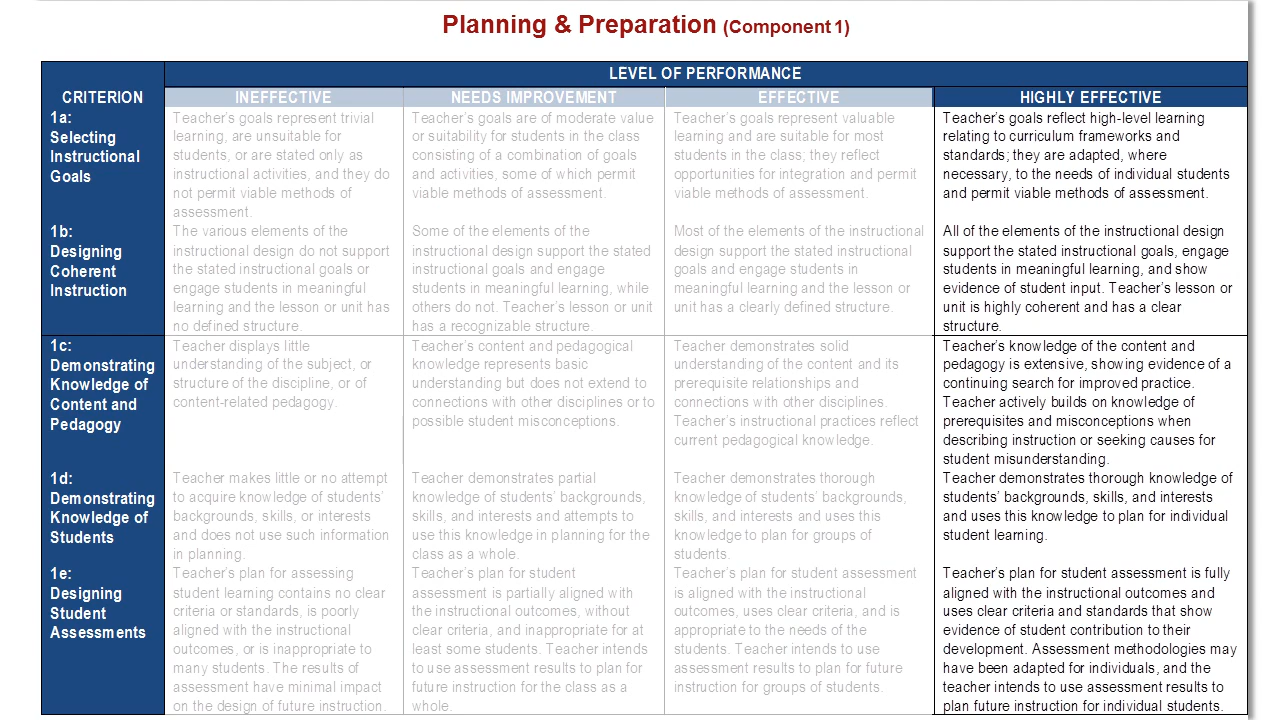 Planning & Preparation (Component 1)
LEVEL OF PERFORMANCE
CRITERION
INEFFECTIVE
NEEDS IMPROVEMENT
EFFECTIVE
HIGHLY EFFECTIVE
1a:
Selecting
Instructional
Goals
Teacher's goals represent trivial
learning, are unsuitable for
students, or are stated only as
instructional activities, and they do
not permit viable methods of
assessment.
Teacher's goals are of moderate value
or suitability for students in the class
consisting of a combination of goals
and activities, some of which permit
viable methods of assessment.
Teacher's goals represent valuable
learning and are suitable for most
students in the class; they reflect
opportunities for integration and permit
viable methods of assessment.
Teacher's goals reflect high-level learning
relating to curriculum frameworks and
standards; they are adapted, where
necessary, to the needs of individual students
and permit viable methods of assessment.
1b:
Designing
Coherent
Instruction
The various elements of the
instructional design do not support
the stated instructional goals or
engage students in meaningful
learning and the lesson or unit has
no defined structure.
Some of the elements of the
instructional design support the stated
instructional goals and engage
students in meaningful learning, while
others do not. Teacher's lesson or unit
has a recognizable structure.
Most of the elements of the instructional
design support the stated instructional
goals and engage students in
meaningful learning and the lesson or
unit has a clearly defined structure.
All of the elements of the instructional design
support the stated instructional goals, engage
students in meaningful learning, and show
evidence of student input. Teacher's lesson or
unit is highly coherent and has a clear
structure.
1c:
Demonstrating
Knowledge of
Content and
Pedagogy
Teacher displays little
understanding of the subject, or
structure of the discipline, or of
content-related pedagogy.
Teacher's content and pedagogical
knowledge represents basic
understanding but does not extend to
connections with other disciplines or to
possible student misconceptions.
Teacher demonstrates solid
understanding of the content and its
prerequisite relationships and
connections with other disciplines.
Teacher's instructional practices reflect
current pedagogical knowledge.
Teacher's knowledge of the content and
pedagogy is extensive, showing evidence of a
continuing search for improved practice.
Teacher actively builds on knowledge of
prerequisites and misconceptions when
describing instruction or seeking causes for
student misunderstanding.
1d:
Demonstrating
Knowledge of
Students
Teacher makes little or no attempt
to acquire knowledge of students'
backgrounds, skills, or interests
and does not use such information
in planning.
Teacher demonstrates partial
knowledge of students' backgrounds,
skills, and interests and attempts to
use this knowledge in planning for the
class as a whole.
Teacher demonstrates thorough
knowledge of students' backgrounds,
skills, and interests and uses this
knowledge to plan for groups of
students.
Teacher demonstrates thorough knowledge of
students' backgrounds, skills, and interests
and uses this knowledge to plan for individual
student learning.
1e:
Designing
Student
Assessments
Teacher's plan for assessing
student learning contains no clear
criteria or standards, is poorly
aligned with the instructional
outcomes, or is inappropriate to
many students. The results of
assessment have minimal impact
on the design of future instruction.
Teacher's plan for student
assessment is partially aligned with
the instructional outcomes, without
clear criteria, and inappropriate for at
least some students. Teacher intends
to use assessment results to plan for
future instruction for the class as a
whole.
Teacher's plan for student assessment
is aligned with the instructional
outcomes, uses clear criteria, and is
appropriate to the needs of the
students. Teacher intends to use
assessment results to plan for future
instruction for groups of students.
Teacher's plan for student assessment is fully
aligned with the instructional outcomes and
uses clear criteria and standards that show
evidence of student contribution to their
development. Assessment methodologies may
have been adapted for individuals, and the
teacher intends to use assessment results to
plan future instruction for individual students.